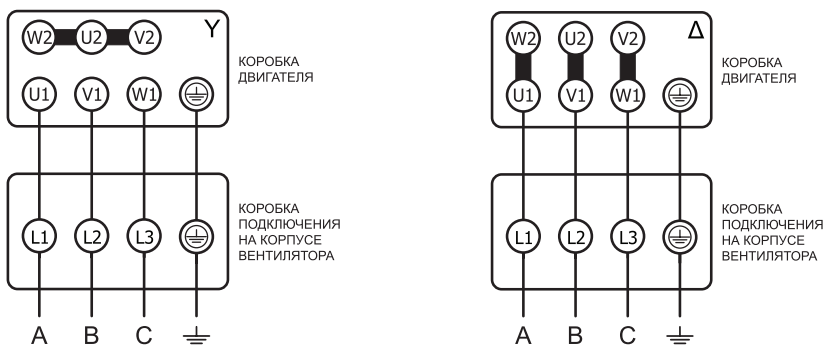 W2 U2 V2 Y
U1 V1 W1
КОРОБКА
ДВИГАТЕЛЯ
L1 L2 L3
КОРОБКА
ПОДКЛЮЧЕНИЯ
НА КОРПУСЕ
ВЕНТИЛЯТОРА
A B C
W2 U2 V2 Δ
U1 V1 W1
КОРОБКА
ДВИГАТЕЛЯ
L1 L2 L3
КОРОБКА
ПОДКЛЮЧЕНИЯ
НА КОРПУСЕ
ВЕНТИЛЯТОРА
A B C